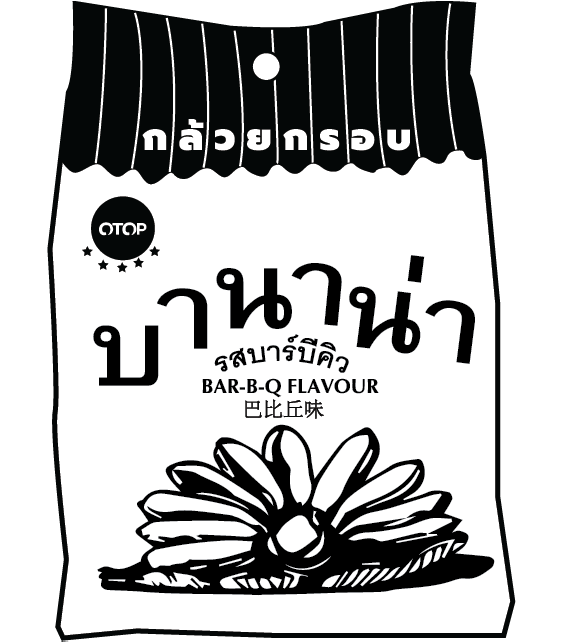 กล้วยกรอบ
OTOP
บานาน่า
รสบาร์บีคิว
BAR-B-Q FLAVOUR
巴比丘味